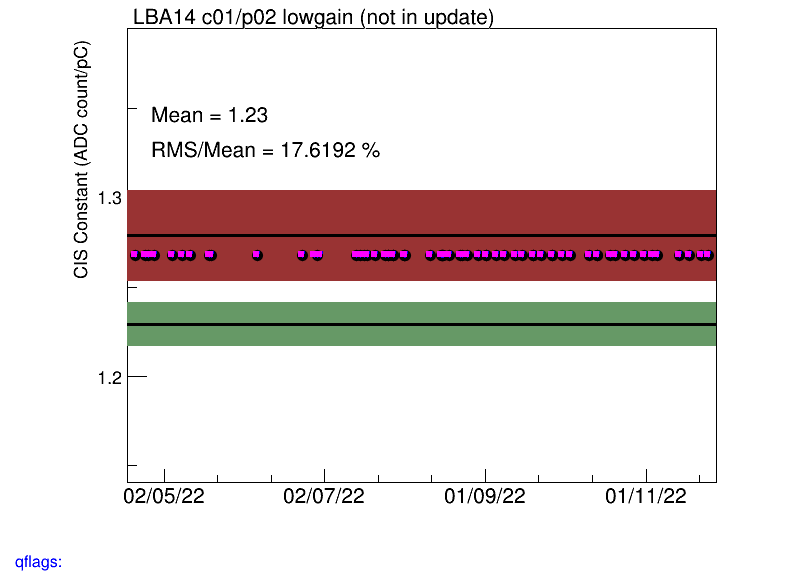 LBA14 c01/p02 lowgain (not in update)
CIS Constant (ADC count/pC)
Mean = 1.23
RMS/Mean = 17.6192 %
1.3
1.2
02/05/22 02/07/22 01/09/22 01/11/22
qflags: